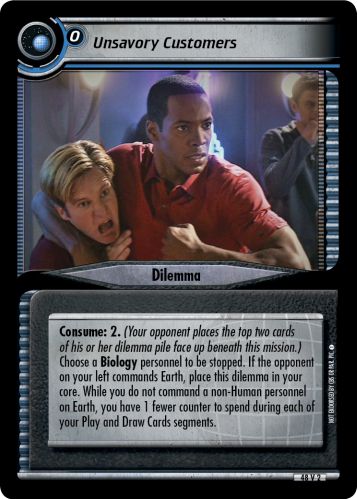 0 Unsavory Customers
Dilemma
Consume: 2. (Your opponent places the top two cards
of his or her dilemma pile face up beneath this mission.)
Choose a Biology personnel to be stopped. If the opponent
on your left commands Earth, place this dilemma in your
core. While you do not command a non-Human personnel
on Earth, you have 1 fewer counter to spend during each of
your Play and Draw Cards segments.
NOT ENDORSED BY CBS OR PAR. PIC.
48 V 2